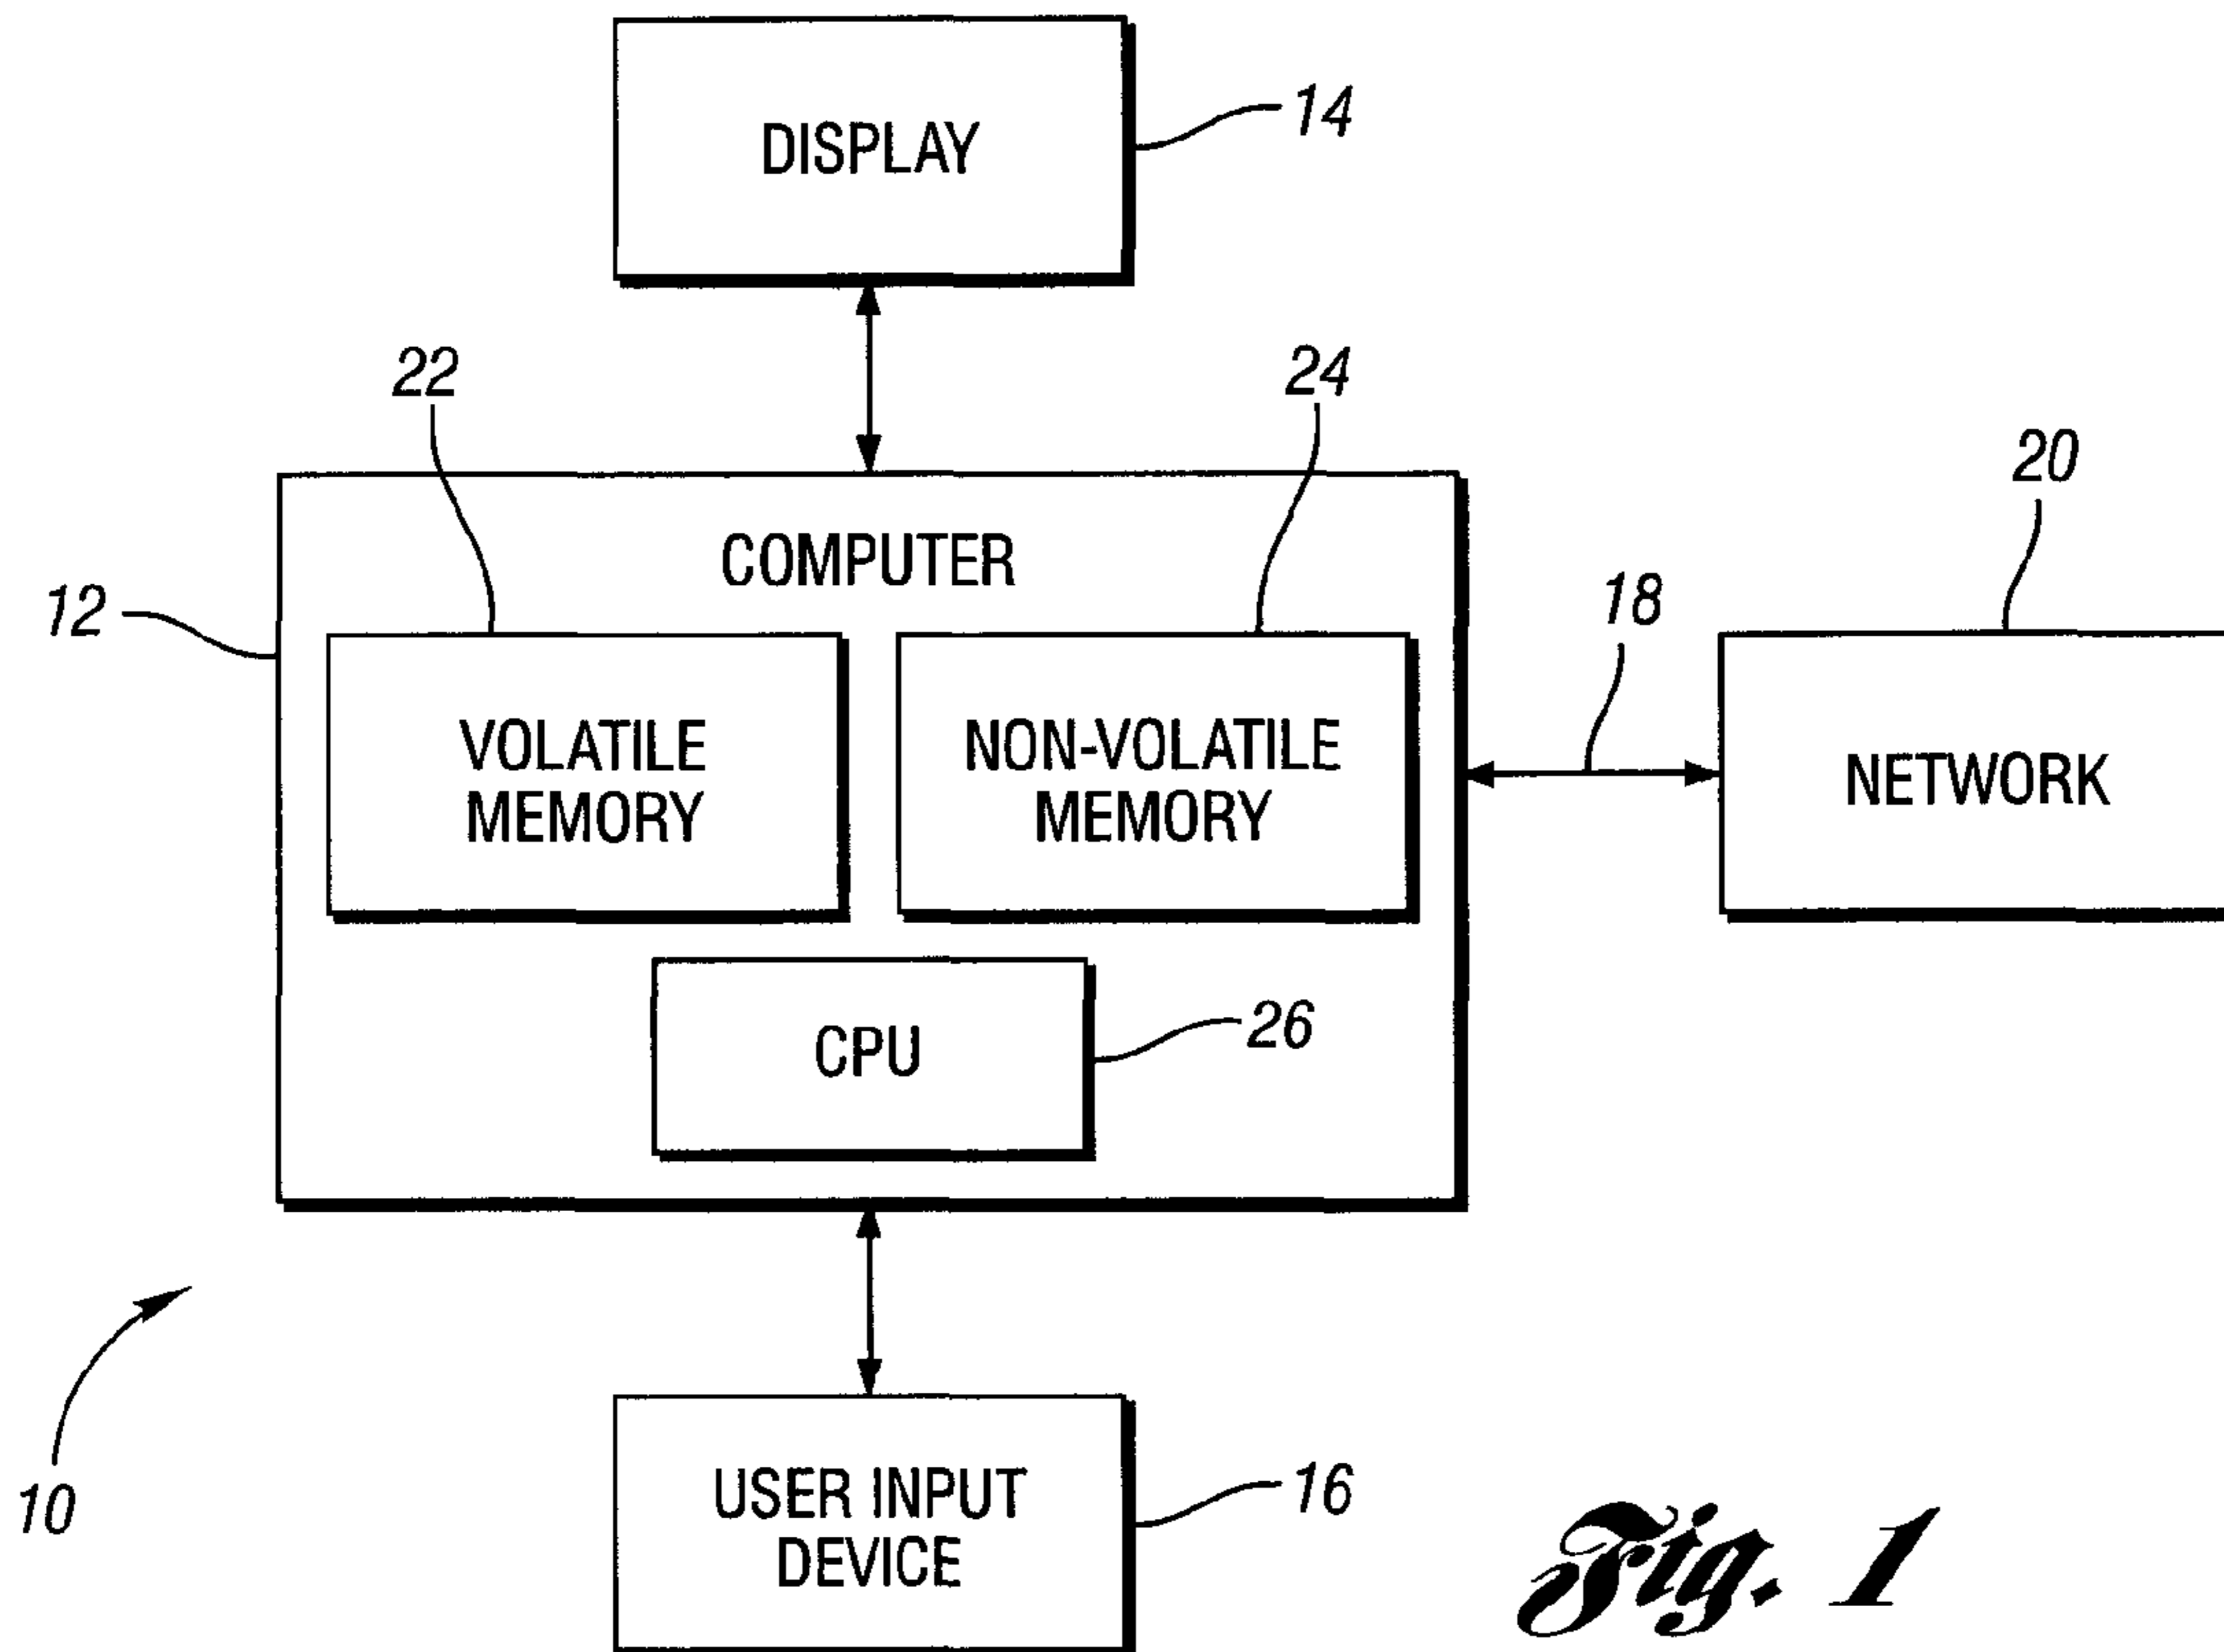 DISPLAY
14
22
24
20
COMPUTER
12
18
VOLATILE
MEMORY
NON-VOLATILE
MEMORY
NETWORK
CPU
26
10
USER INPUT
DEVICE
16
Fig. 1